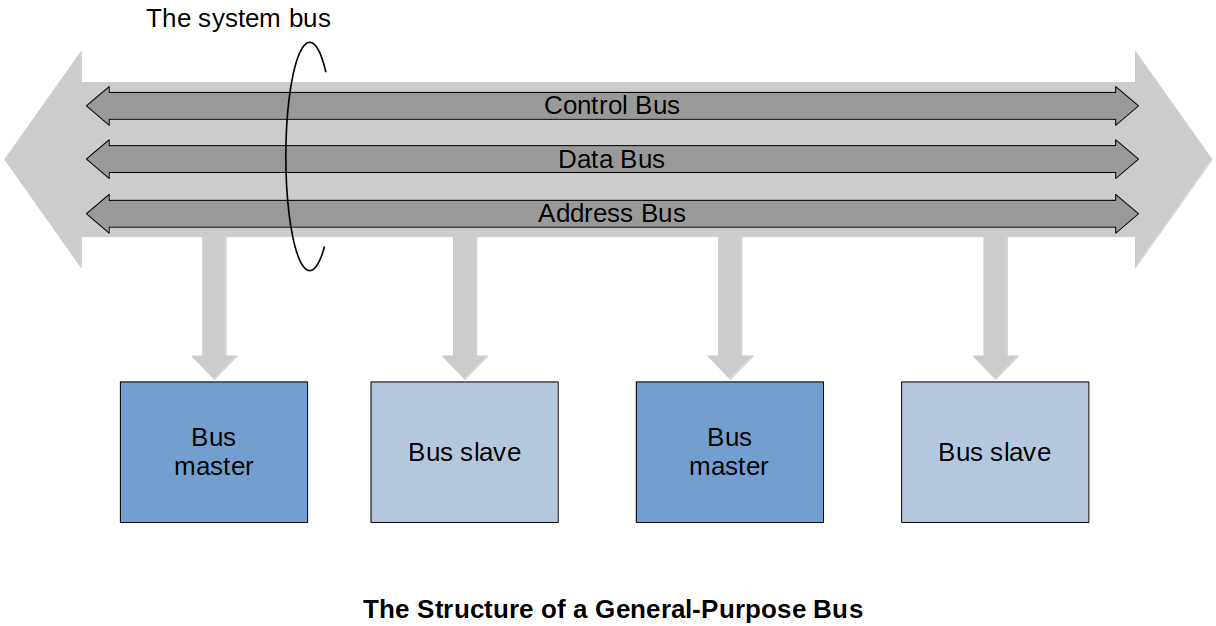 The system bus
Control Bus
Data Bus
Address Bus
Bus
master
Bus slave
Bus
master
Bus slave
The Structure of a General-Purpose Bus